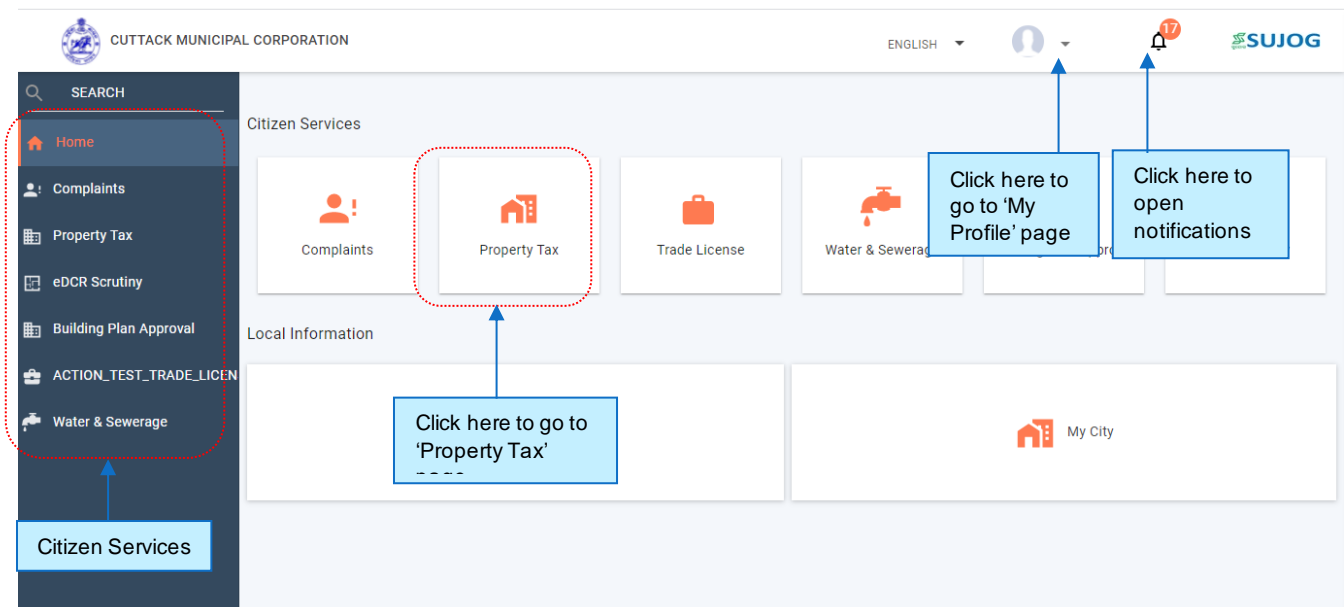 CUTTACK MUNICIPAL CORPORATION
ENGLISH
17
SUJOG
SEARCH
Home
Complaints
Property Tax
eDCR Scrutiny
Building Plan Approval
ACTION_TEST_TRADE_LICEN
Water & Sewerage
Citizen Services
Citizen Services
Complaints
Property Tax
Trade License
Water & Sewerag
Click here to
go to ‘My
Profile’ page
Click here to
open
notifications
Local Information
Click here to go to
‘Property Tax’
My City